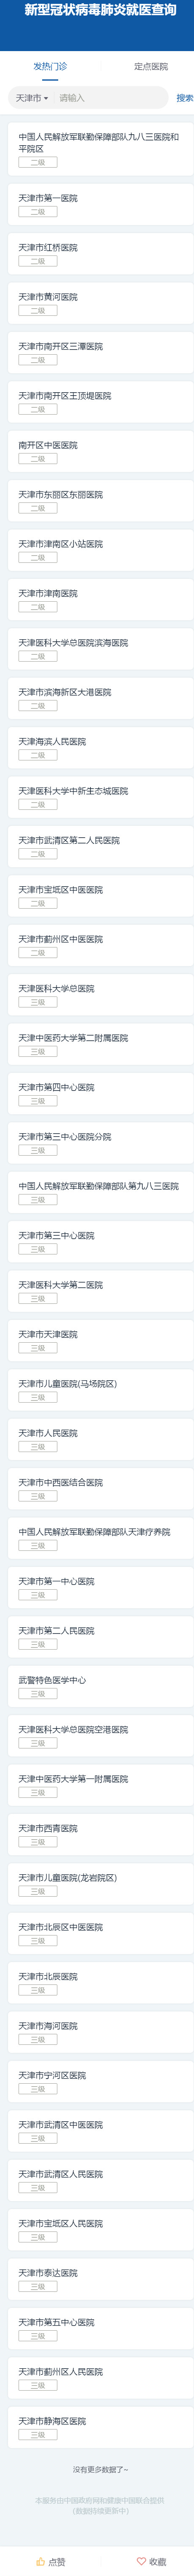 新型冠状病毒肺炎就医查询
发热门诊
定点医院
天津市
请输入
搜索
中国人民解放军联勤保障部队九八三医院和
平院区
二级
天津市第一医院
二级
天津市红桥医院
二级
天津市黄河医院
二级
天津市南开区三潭医院
二级
天津市南开区王顶堤医院
二级
南开区中医医院
二级
天津市东丽区东丽医院
二级
天津市津南区小站医院
二级
天津市津南医院
二级
天津医科大学总医院滨海医院
二级
天津市滨海新区大港医院
二级
天津海滨人民医院
二级
天津医科大学中新生态城医院
二级
天津市武清区第二人民医院
二级
天津市宝坻区中医医院
二级
天津市蓟州区中医医院
二级
天津医科大学总医院
三级
天津中医药大学第二附属医院
三级
天津市第四中心医院
三级
天津市第三中心医院分院
三级
中国人民解放军联勤保障部队第九八三医院
三级
天津市第三中心医院
三级
天津医科大学第二医院
三级
天津市天津医院
三级
天津市儿童医院(马场院区)
三级
天津市人民医院
三级
天津市中西医结合医院
三级
中国人民解放军联勤保障部队天津疗养院
三级
天津市第一中心医院
三级
天津市第二人民医院
三级
武警特色医学中心
三级
天津医科大学总医院空港医院
三级
天津中医药大学第一附属医院
三级
天津市西青医院
三级
天津市儿童医院(龙岩院区)
三级
天津市北辰区中医医院
三级
天津市北辰医院
三级
天津市海河医院
三级
天津市宁河区医院
三级
天津市武清区中医医院
三级
天津市武清区人民医院
三级
天津市宝坻区人民医院
三级
天津市泰达医院
三级
天津市第五中心医院
三级
天津市蓟州区人民医院
三级
天津市静海区医院
三级
没有更多数据了~
本服务由中国政府网和健康中国联合提供
(数据持续更新中)
点赞
收藏